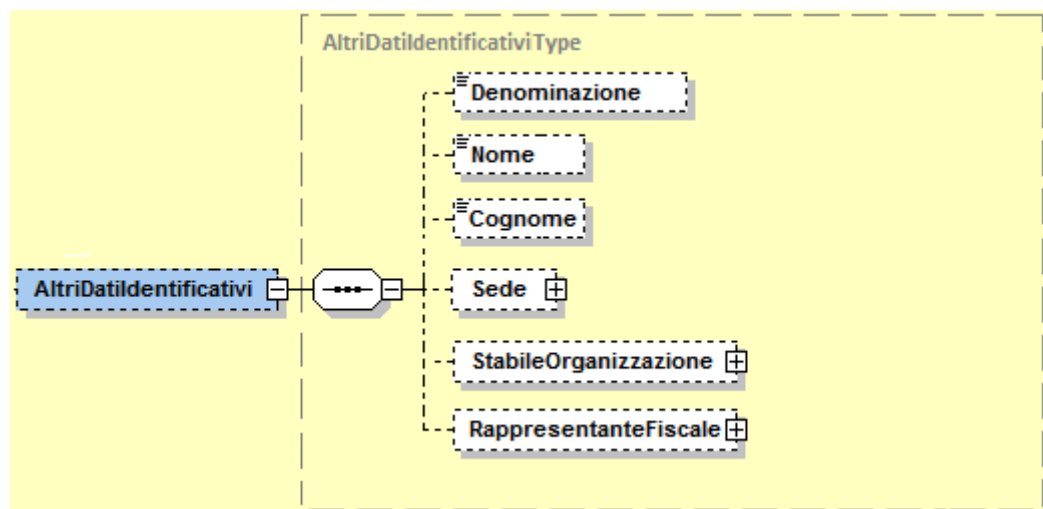 AltriDatiIdentificativiType
Denominazione
Nome
Cognome
AltriDatiIdentificativi
Sede
StabileOrganizzazione
RappresentanteFiscale